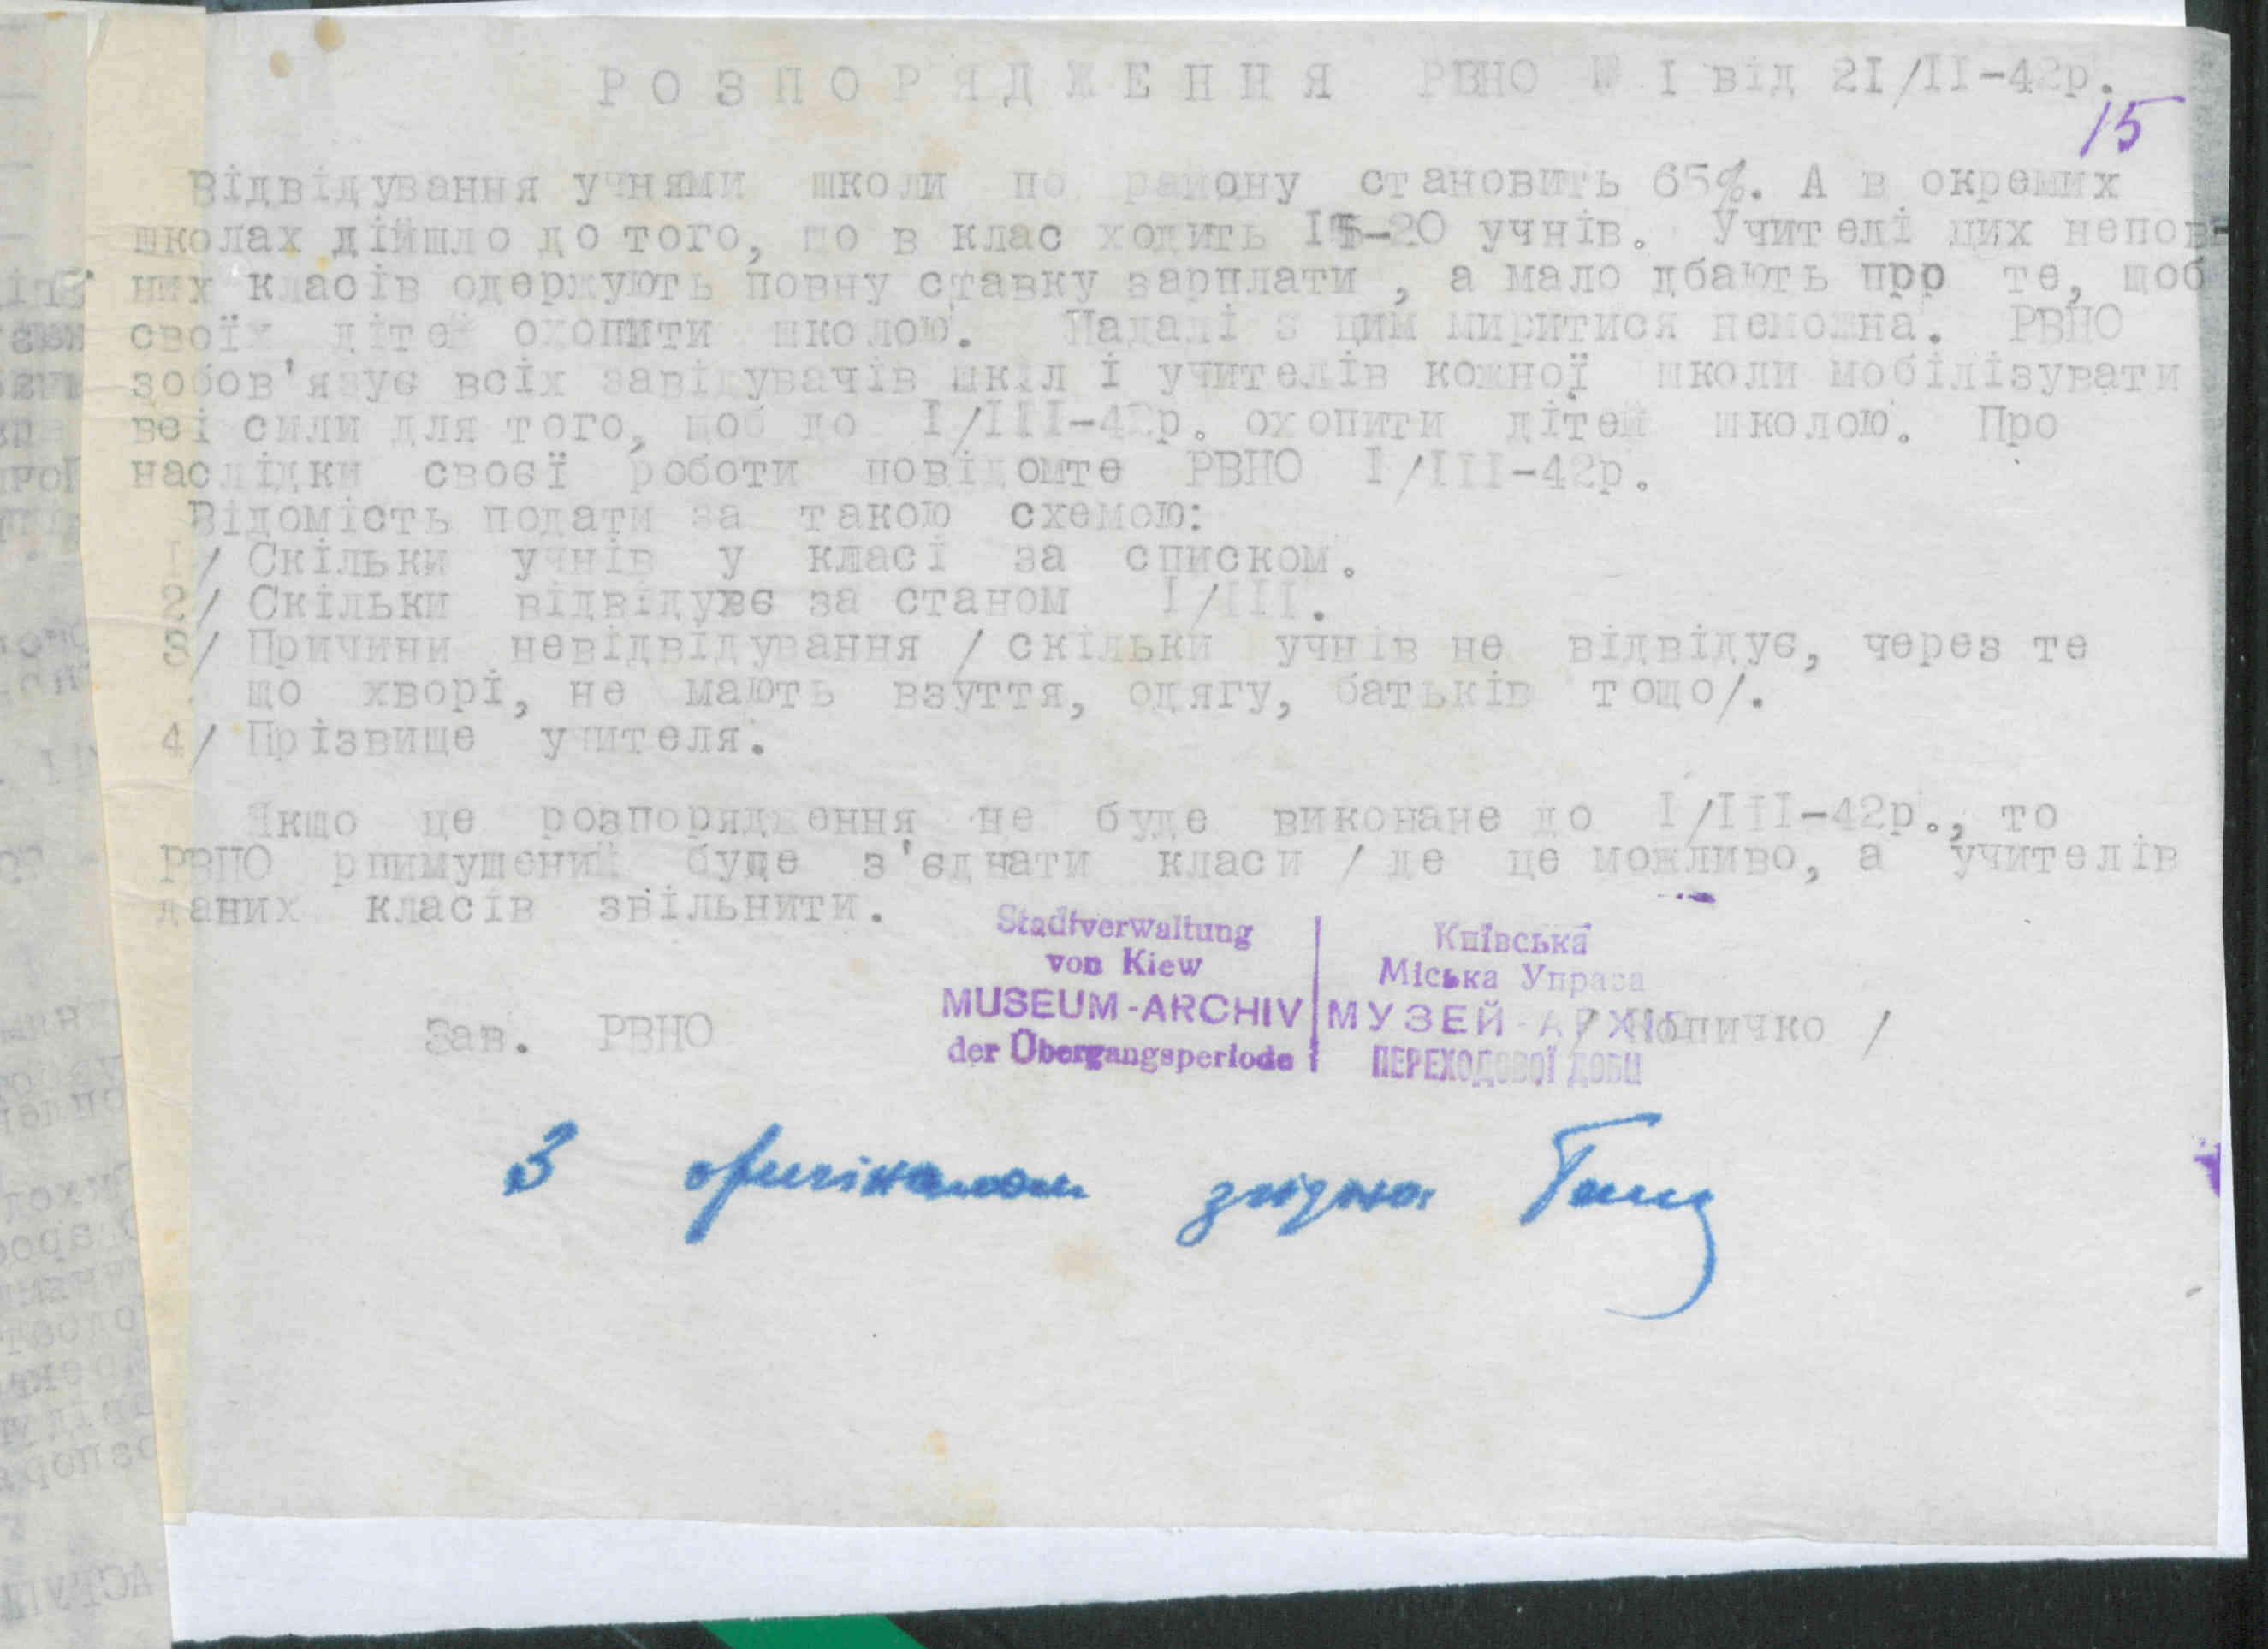 РОЗПОРЯДЖЕННЯ РВНО № І від 2І/ІІ-42р.
15
Відвідування учнями школи по району становить 65%. А в окремих
школах дійшло до того, що в клас ходить І5-20 учнів. Учителі цих непов-
них класів одержують повну ставку зарплати, а мало дбають прр те, щоб
своїх дітей охопити школою. Надалі з цим миритися неможна. РВНО
зобов'язує всіх завідувачів шкіл і учителів кожної школи мобілізувати
всі сили для того, щоб до І/ІІІ-42р. охопити дітей школою. Про
наслідки своєї роботи повідомте РВНО І/ІІІ-42р.
Відомість подати за такою схемою:
І/ Скільки учнів у класі за списком.
2/ Скільки відвідує за станом І/ІІІ.
3/ Причини невідвідування / скільки учнів не відвідує, через те
що хворі, не мають взуття, одягу, батьків тощо/.
4/ Прізвище учителя.
Якщо це розпорядження не буде виконане до І/ІІІ-42р., то
РВНО рпимушений буде з'єднати класи / де це можливо, а учителів
даних класів звільнити.
Stadtverwaltung
von Kiew
MUSEUM-ARCHIV
der Übergangsperiode
Київська
Міська Управа
МУЗЕЙ-АРХІВ
ПЕРЕХОДОВОЇ ДОБИ
Зав. РВНО
З оригіналом згідно